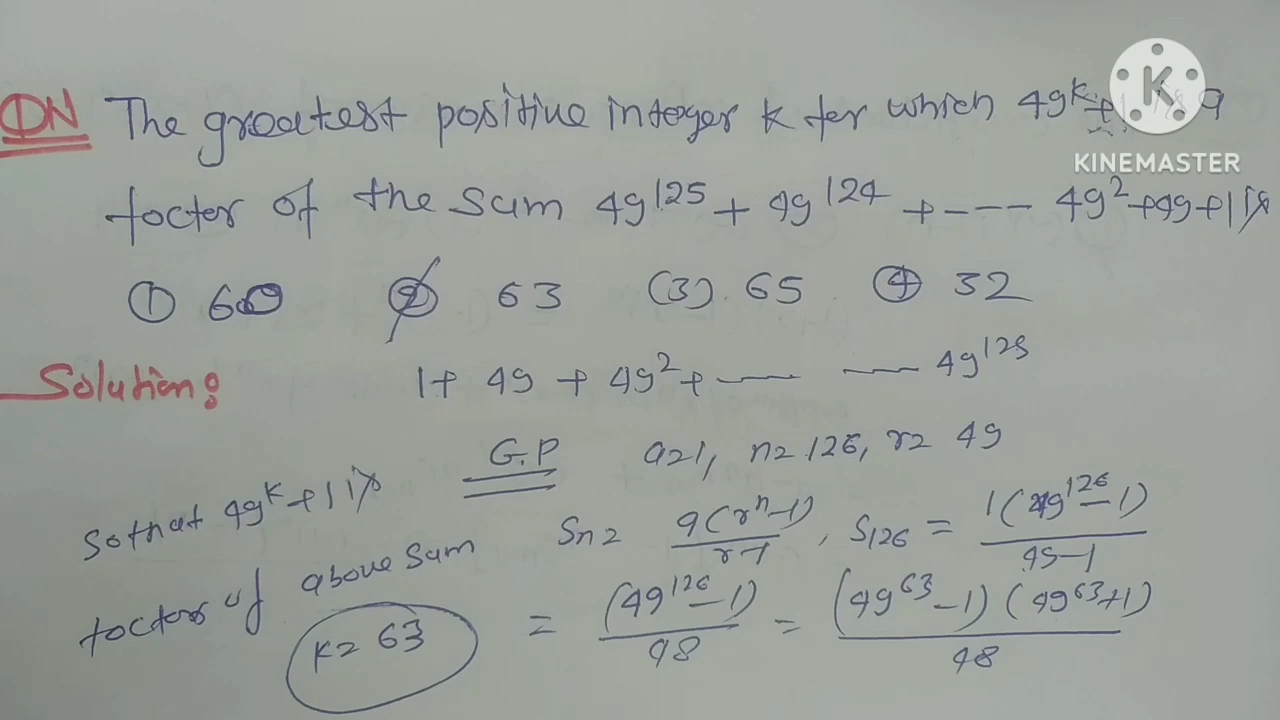 QN The greatest positive integer k for which 49^k+1 is a
factor of the sum 49^125 + 49^124 + ---- 49^2+49+1 is
KINEMASTER
① 60 ② 63 (3). 65 ④ 32
Solution: 1+ 49 + 49^2 + —— —— 49^125
G.P a=1, n=126, r=49
So that 49^k+1 is
factor of above sum
k=63
Sn= a(r^n-1)/r-1, S126 = 1(49^126-1)/49-1
= (49^126-1)/48 = (49^63-1)(49^63+1)/48